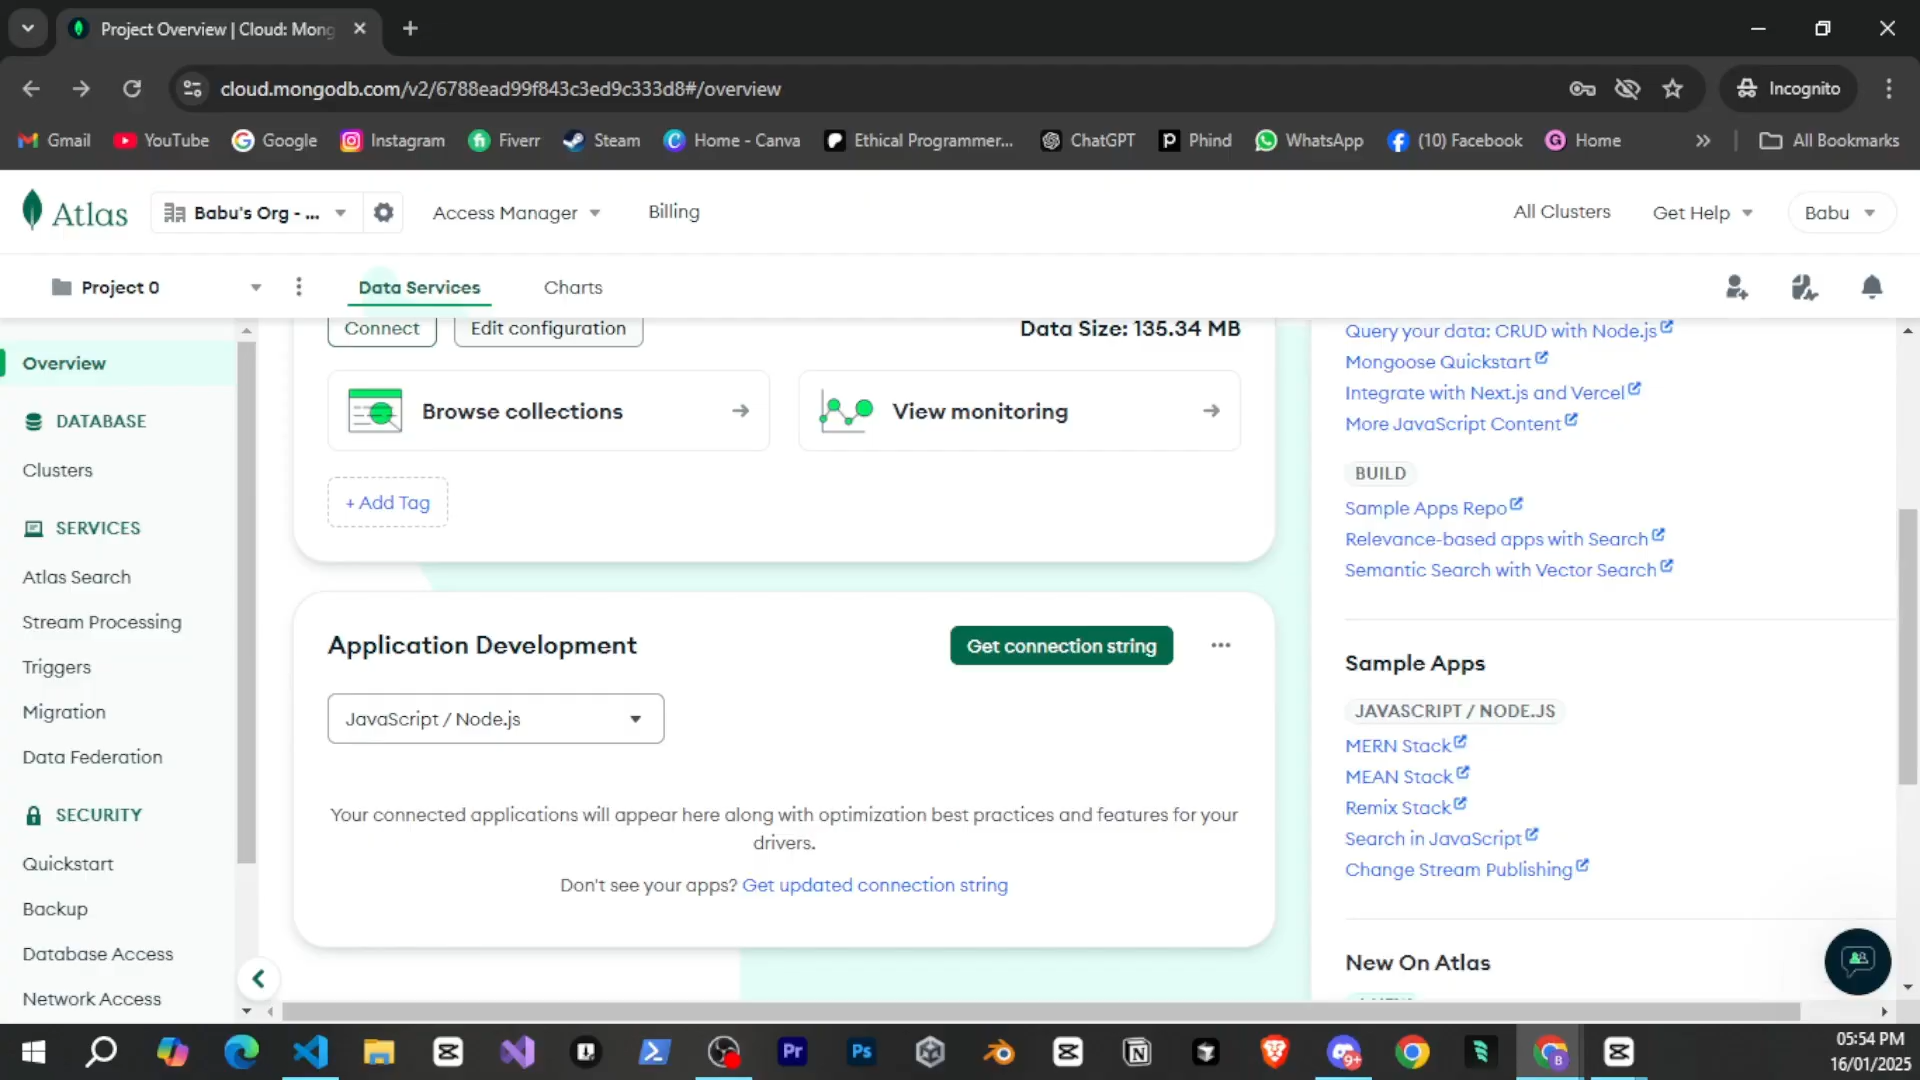 Project Overview | Cloud: Mong
cloud.mongodb.com/v2/6788ead99f843c3ed9c333d8#/overview
Incognito
Gmail
YouTube
Google
Instagram
Fiverr
Steam
Home - Canva
Ethical Programmer...
ChatGPT
Phind
WhatsApp
(10) Facebook
Home
All Bookmarks
Atlas
Babu's Org - ...
Access Manager
Billing
All Clusters
Get Help
Babu
Project 0
Data Services
Charts
Overview
DATABASE
Clusters
SERVICES
Atlas Search
Stream Processing
Triggers
Migration
Data Federation
SECURITY
Quickstart
Backup
Database Access
Network Access
Connect
Edit configuration
Data Size: 135.34 MB
Browse collections
View monitoring
+ Add Tag
Application Development
Get connection string
JavaScript / Node.js
Your connected applications will appear here along with optimization best practices and features for your
drivers.
Don't see your apps? Get updated connection string
Query your data: CRUD with Node.js
Mongoose Quickstart
Integrate with Next.js and Vercel
More JavaScript Content
BUILD
Sample Apps Repo
Relevance-based apps with Search
Semantic Search with Vector Search
Sample Apps
JAVASCRIPT / NODE.JS
MERN Stack
MEAN Stack
Remix Stack
Search in JavaScript
Change Stream Publishing
New On Atlas
Pr
Ps
9+
B
05:54 PM
16/01/2025